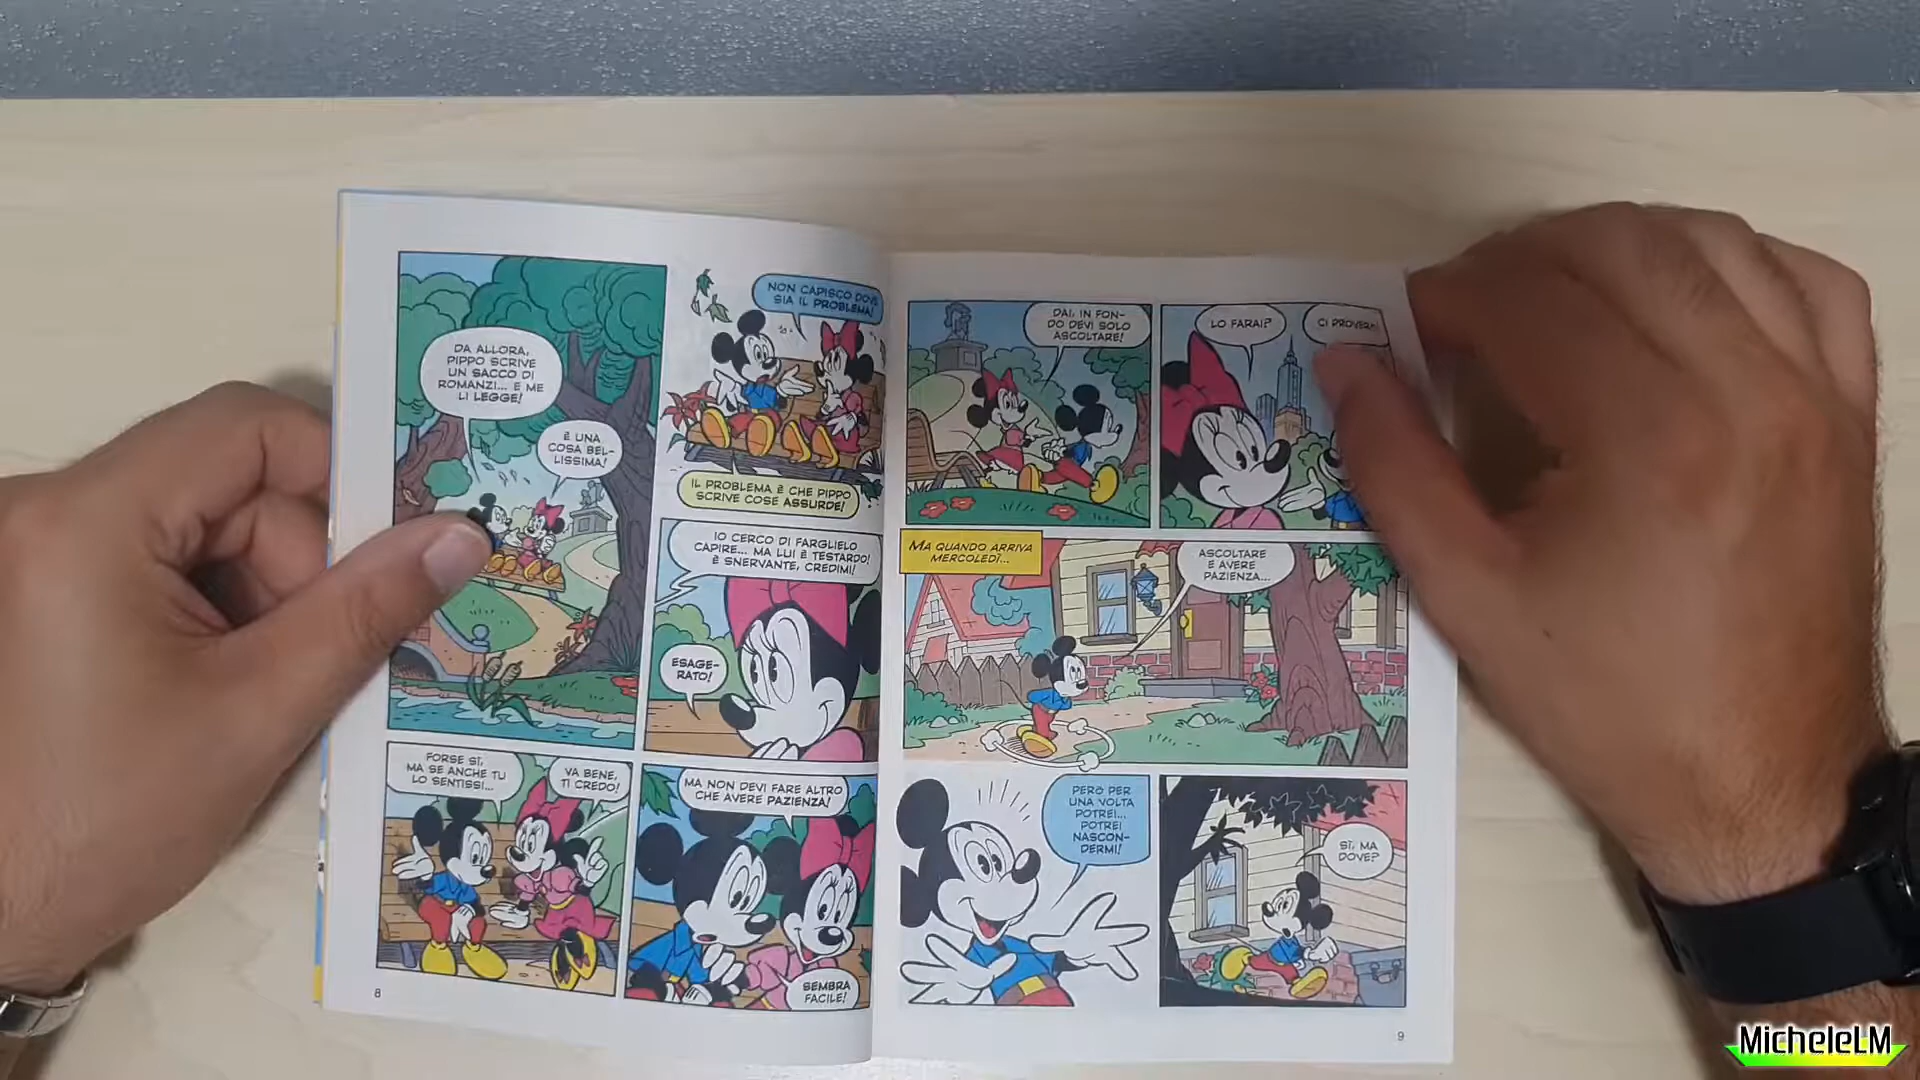 DA ALLORA,
PIPPO SCRIVE
UN SACCO DI
ROMANZI... E ME
LI LEGGE!
È UNA
COSA BEL-
LISSIMA!
NON CAPISCO DOVE
SIA IL PROBLEMA!
IL PROBLEMA È CHE PIPPO
SCRIVE COSE ASSURDE!
IO CERCO DI FARGLIELO
CAPIRE... MA LUI È TESTARDO!
È SNERVANTE, CREDIMI!
ESAGE-
RATO!
FORSE SÌ,
MA SE ANCHE TU
LO SENTISSI...
VA BENE,
TI CREDO!
MA NON DEVI FARE ALTRO
CHE AVERE PAZIENZA!
SEMBRA
FACILE!
8
DAI, IN FON-
DO DEVI SOLO
ASCOLTARE!
LO FARAI?
CI
MA QUANDO ARRIVA
MERCOLEDÌ...
ASCOLTARE
E AVERE
PAZIENZA...
PERÒ PER
UNA VOLTA
POTREI...
POTREI
NASCON-
DERMI!
SÌ, MA
DOVE?
9
MicheleLM